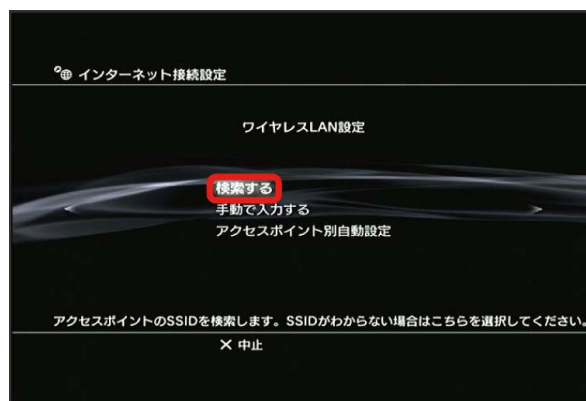 インターネット接続設定
ワイヤレスLAN設定
検索する
手動で入力する
アクセスポイント別自動設定
アクセスポイントのSSIDを検索します。SSIDがわからない場合はこちらを選択してください。
✕ 中止